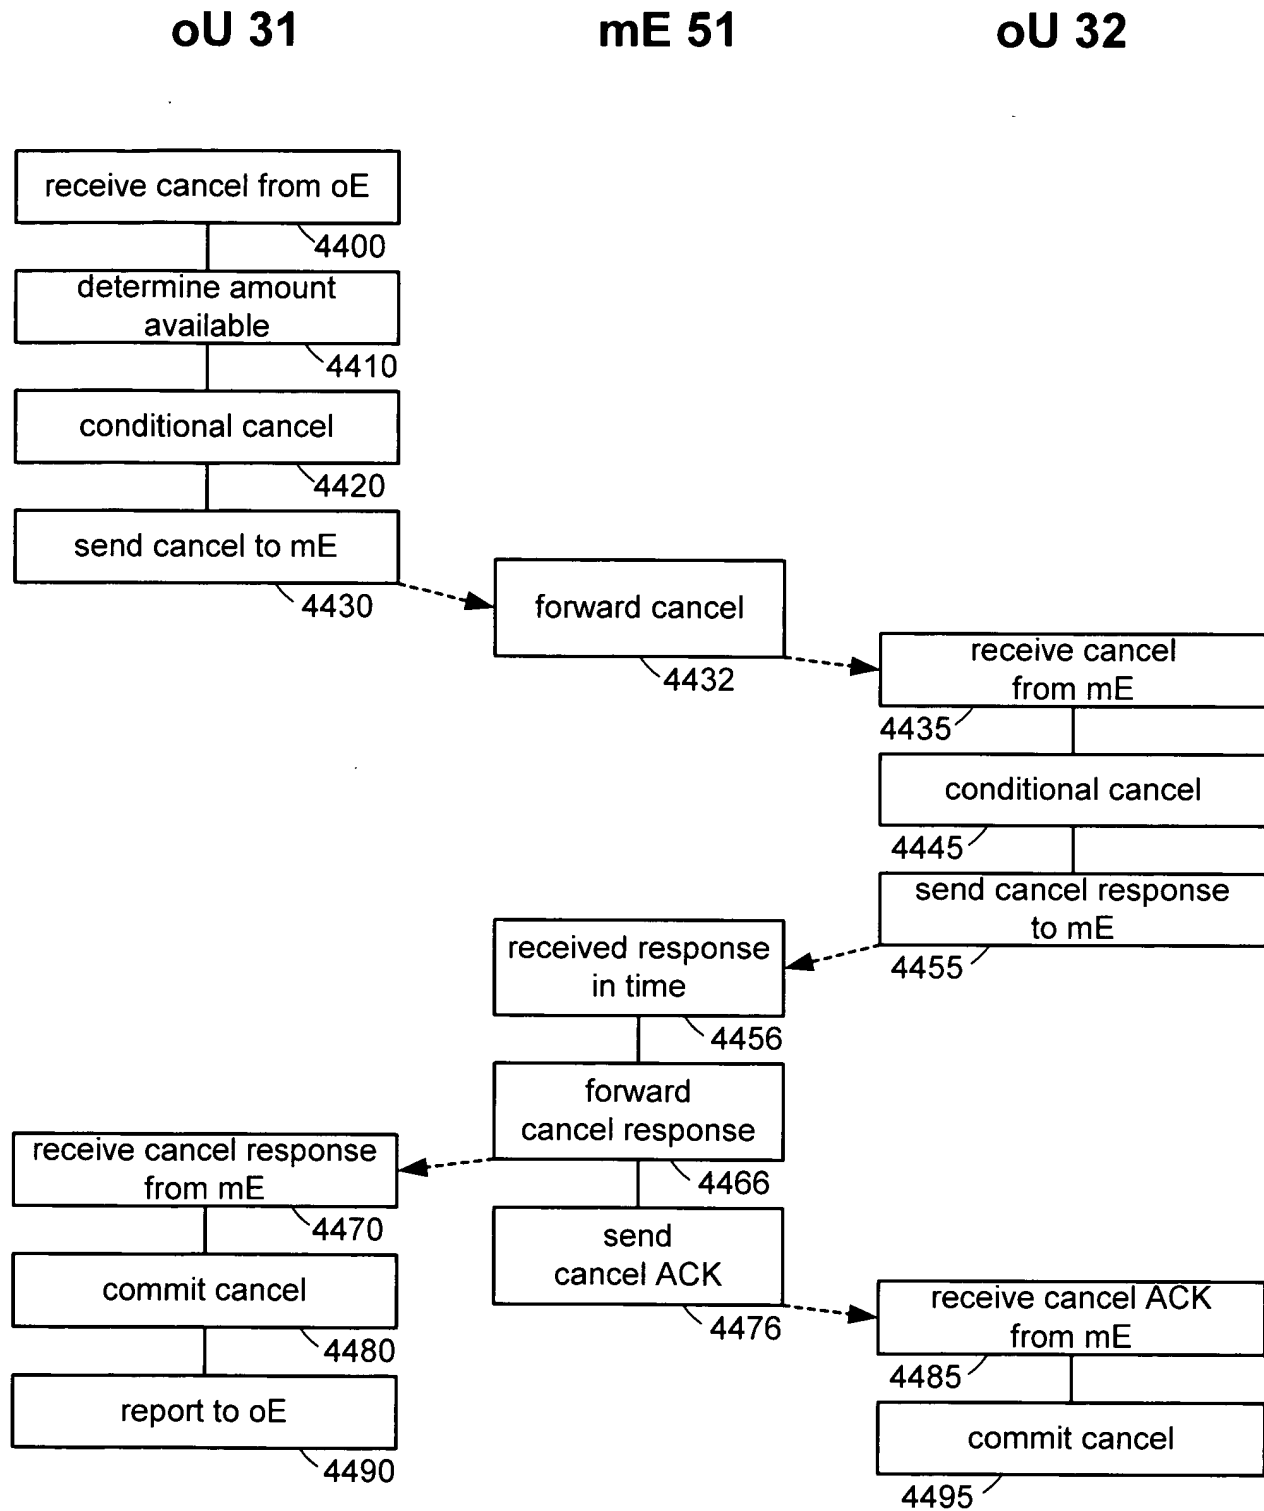 oU 31
mE 51
oU 32
receive cancel from oE
4400
determine amount
available
4410
conditional cancel
4420
send cancel to mE
4430
forward cancel
4432
receive cancel
from mE
4435
conditional cancel
4445
send cancel response
to mE
4455
received response
in time
4456
forward
cancel response
4466
receive cancel response
from mE
4470
send
cancel ACK
4476
commit cancel
4480
receive cancel ACK
from mE
4485
report to oE
4490
commit cancel
4495